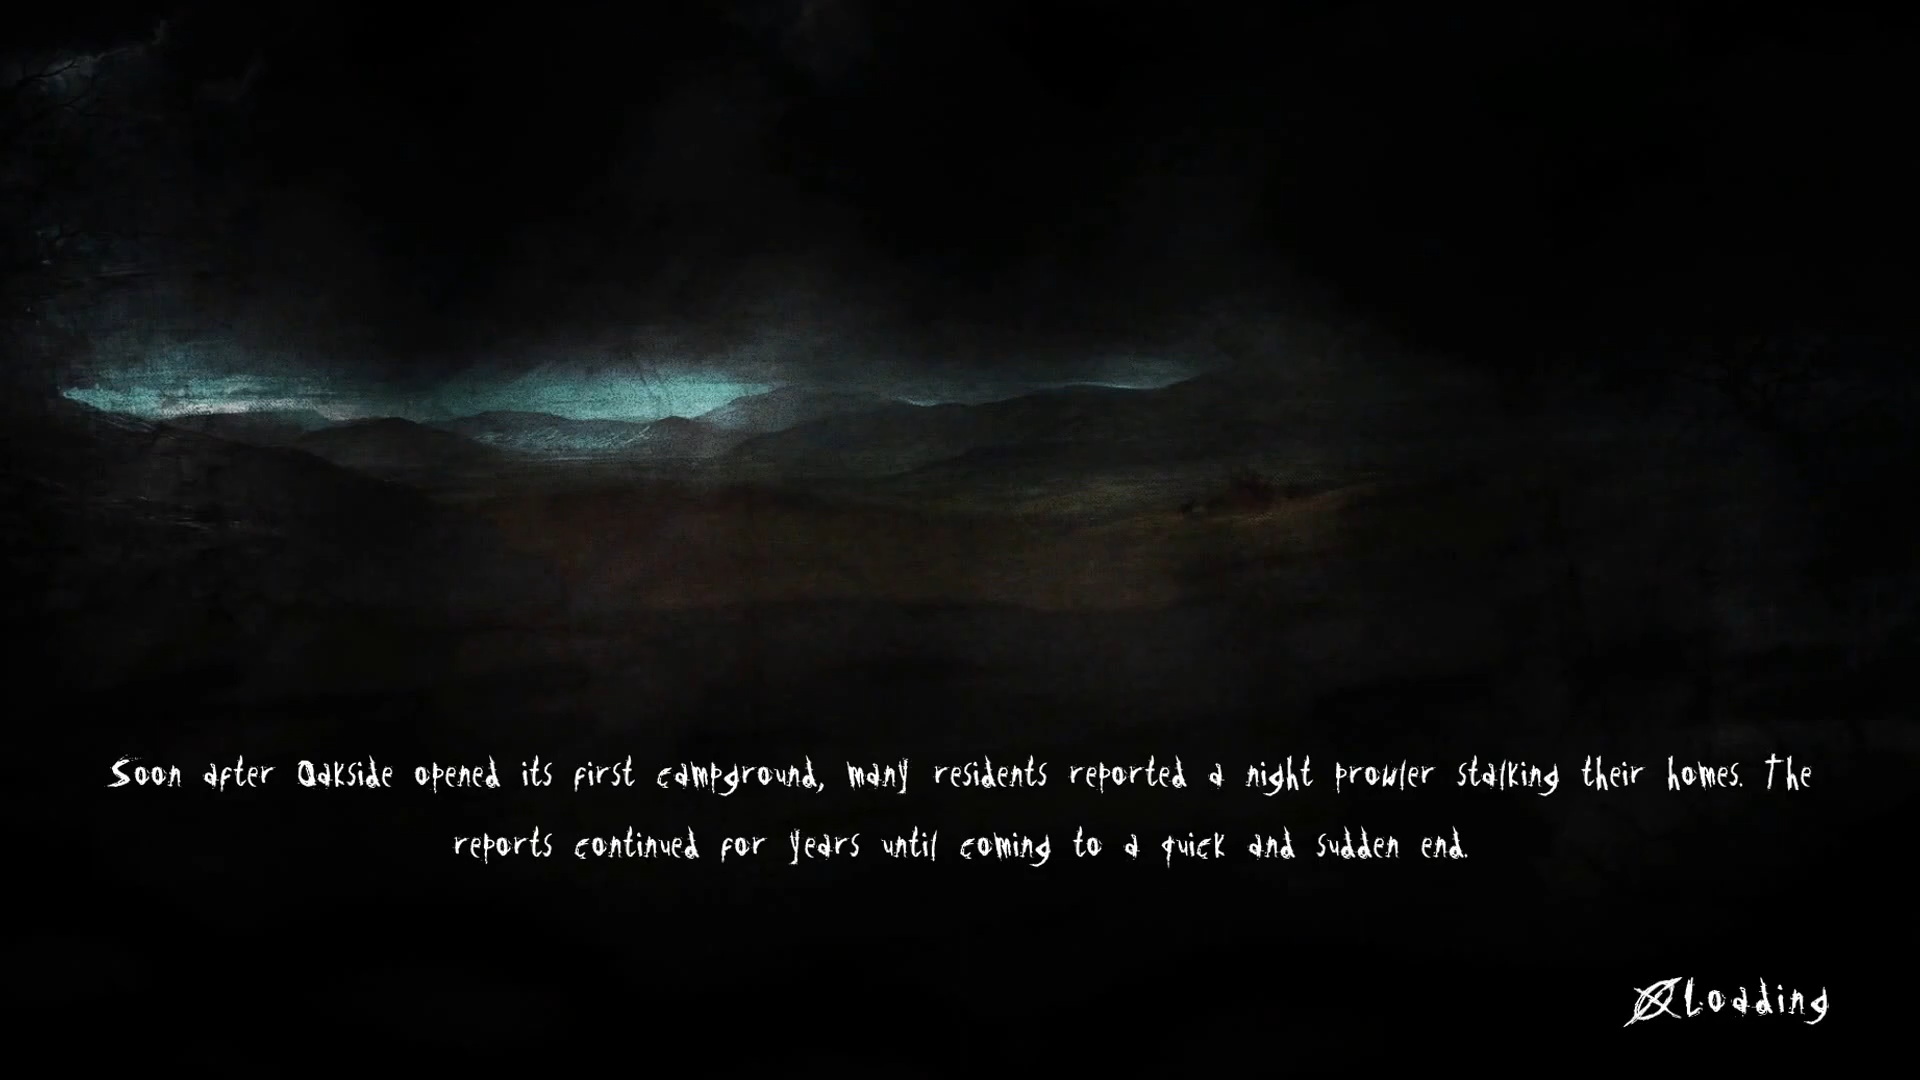 Soon after Oakside opened its first campground, many residents reported a night prowler stalking their homes. The
reports continued for years until coming to a quick and sudden end.
Loading